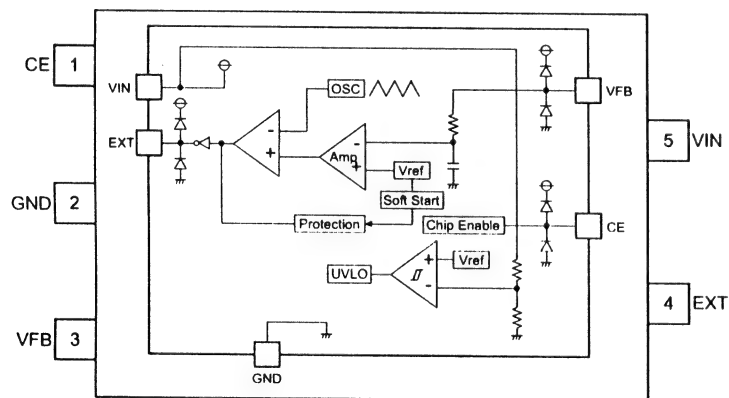 CE 1
VIN
EXT
OSC
VFB
5 VIN
-
+
Amp
-
+
Vref
Soft Start
GND 2
Protection
Chip Enable
CE
UVLO
+
-
Vref
4 EXT
VFB 3
GND